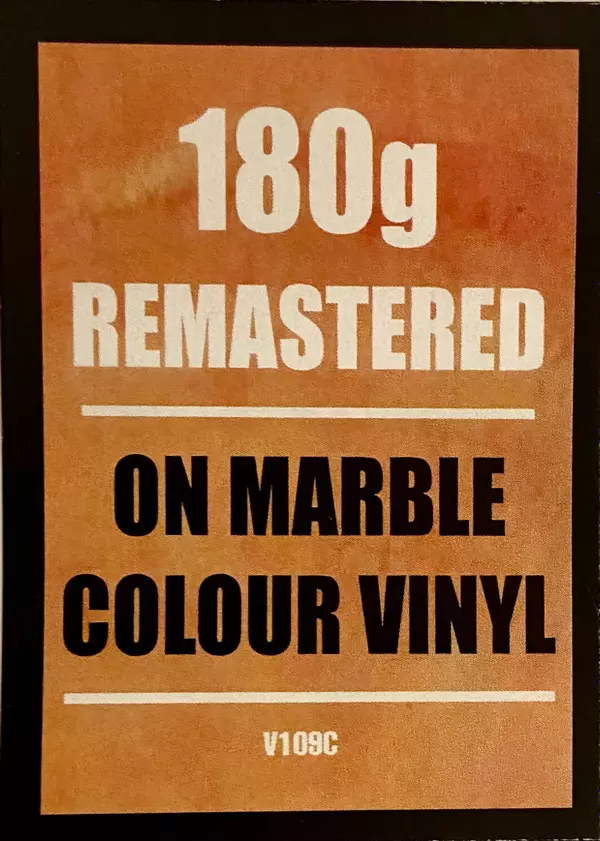 180g
REMASTERED
ON MARBLE
COLOUR VINYL
V109C